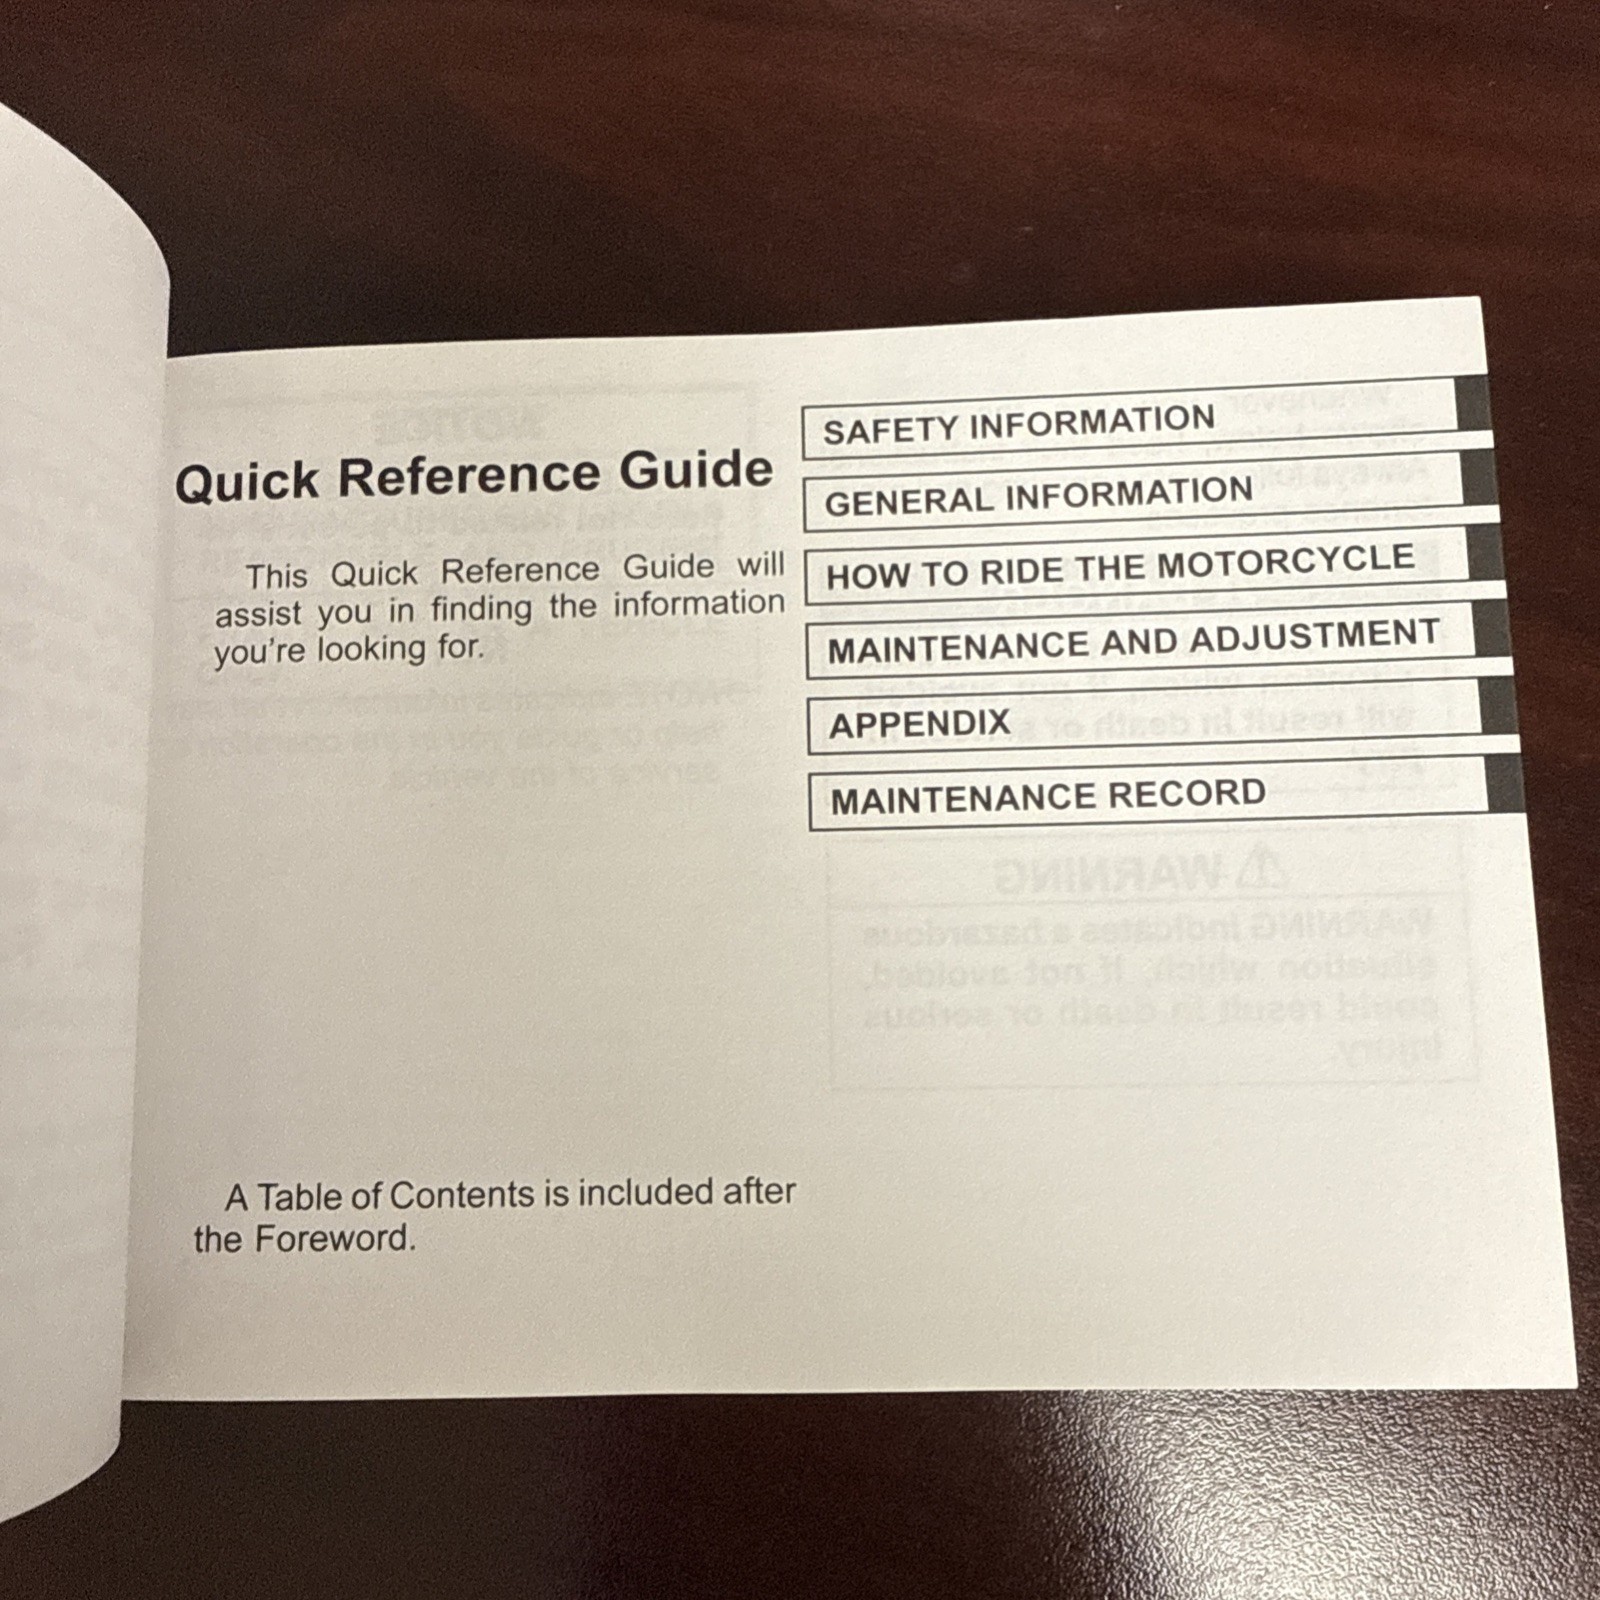 Quick Reference Guide
This Quick Reference Guide will
assist you in finding the information
you're looking for.
SAFETY INFORMATION
GENERAL INFORMATION
HOW TO RIDE THE MOTORCYCLE
MAINTENANCE AND ADJUSTMENT
APPENDIX
MAINTENANCE RECORD
A Table of Contents is included after
the Foreword.